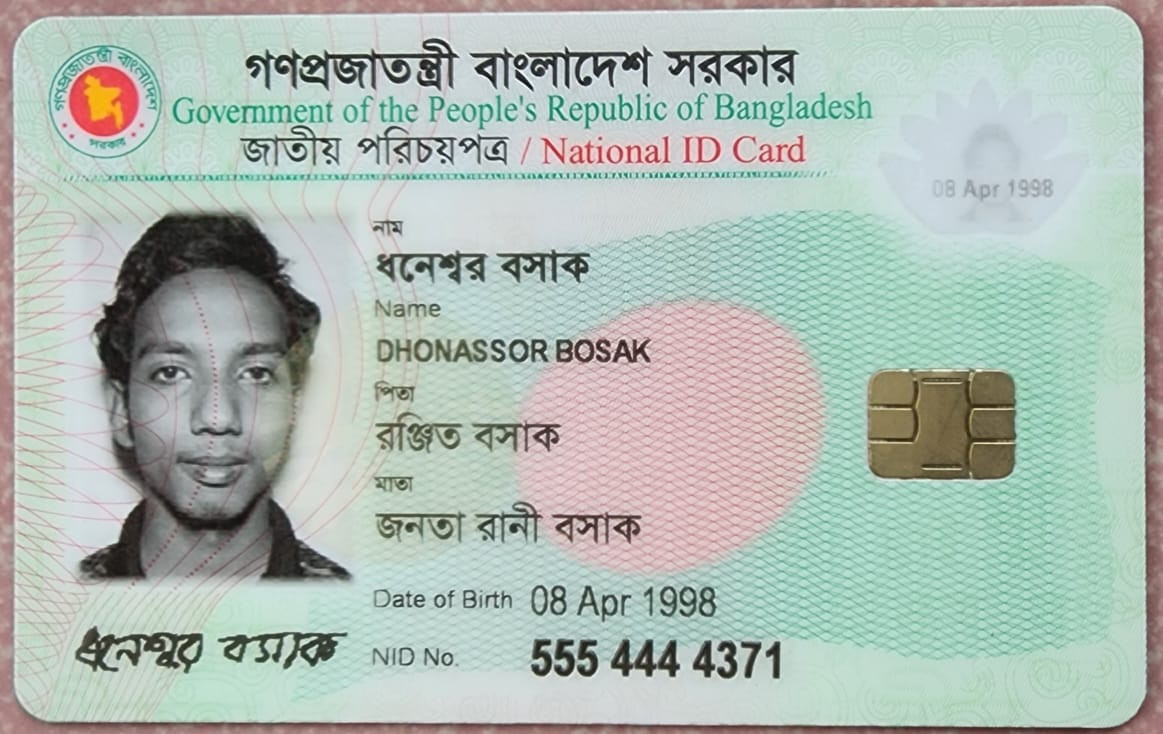 গণপ্রজাতন্ত্রী বাংলাদেশ সরকার
Government of the People's Republic of Bangladesh
জাতীয় পরিচয়পত্র / National ID Card
গণপ্রজাতন্ত্রী বাংলাদেশ
সরকার
08 Apr 1998
নাম
ধনেশ্বর বসাক
Name
DHONASSOR BOSAK
পিতা
রঞ্জিত বসাক
মাতা
জনতা রানী বসাক
Date of Birth 08 Apr 1998
ধনেশ্বর বসাক
NID No. 555 444 4371